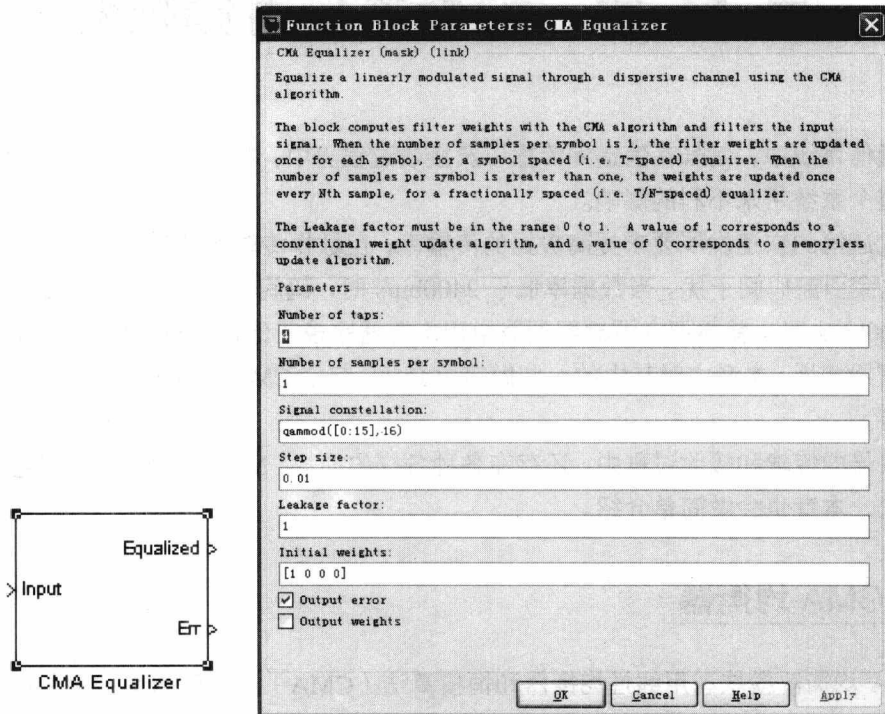 Function Block Parameters: CMA Equalizer
CMA Equalizer (mask) (link)
Equalize a linearly modulated signal through a dispersive channel using the CMA
algorithm.
The block computes filter weights with the CMA algorithm and filters the input
signal. When the number of samples per symbol is 1, the filter weights are updated
once for each symbol, for a symbol spaced (i.e. T-spaced) equalizer. When the
number of samples per symbol is greater than one, the weights are updated once
every Nth sample, for a fractionally spaced (i.e. T/N-spaced) equalizer.
The Leakage factor must be in the range 0 to 1. A value of 1 corresponds to a
conventional weight update algorithm, and a value of 0 corresponds to a memoryless
update algorithm.
Parameters
Number of taps:
4
Number of samples per symbol:
1
Signal constellation:
qammod([0:15],16)
Step size:
0.01
Leakage factor:
1
Initial weights:
[1 0 0 0]
Output error
Output weights
OK Cancel Help Apply
Input
Equalized
Err
CMA Equalizer